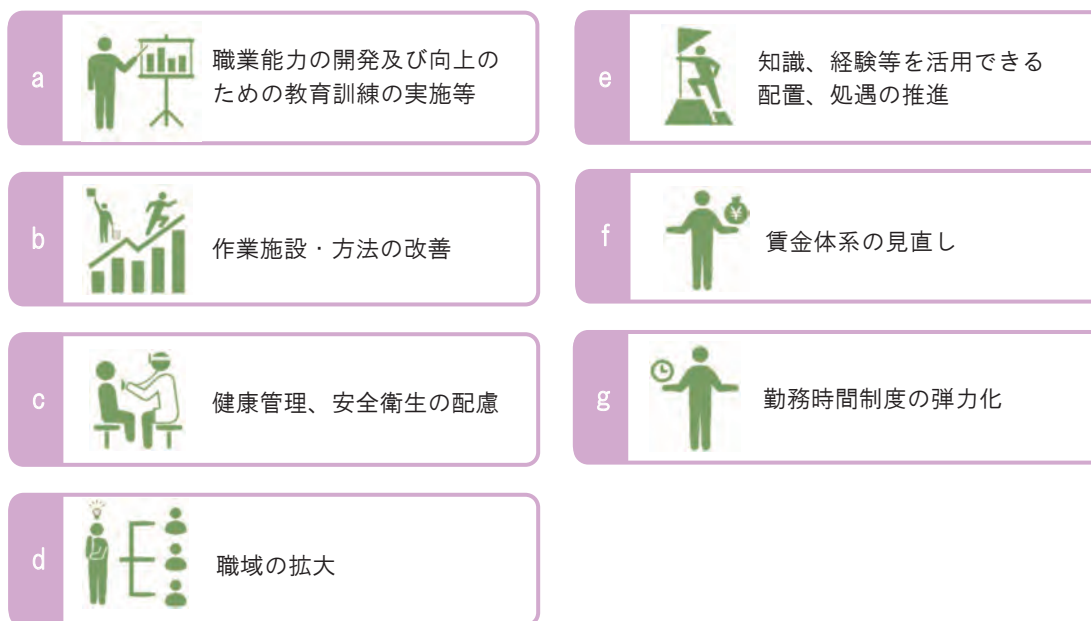 a
職業能力の開発及び向上の
ための教育訓練の実施等
b
作業施設・方法の改善
c
健康管理、安全衛生の配慮
d
職域の拡大
e
知識、経験等を活用できる
配置、処遇の推進
f
¥
賃金体系の見直し
g
勤務時間制度の弾力化